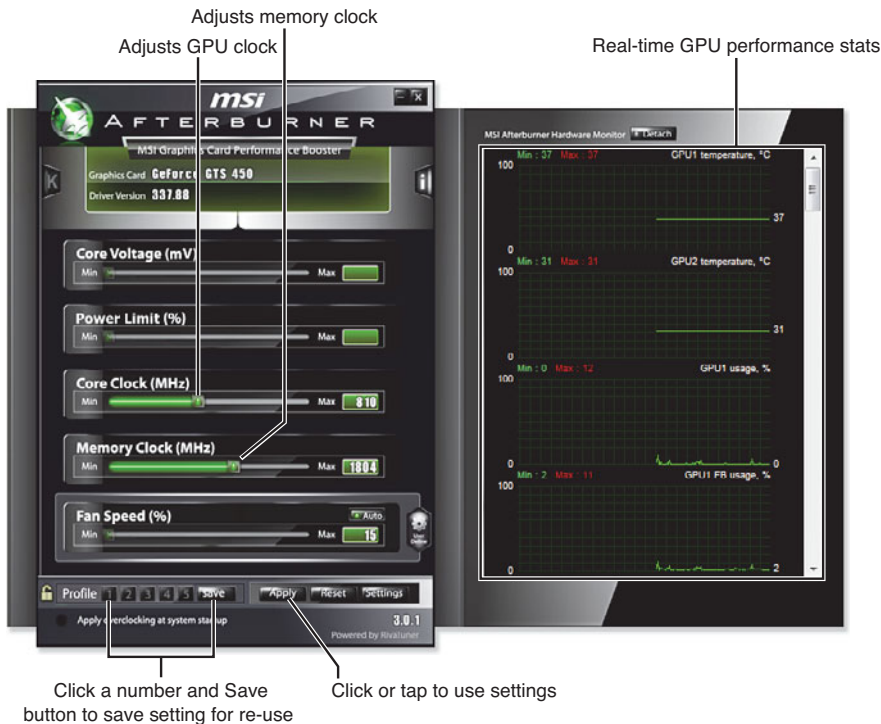 Adjusts memory clock
Adjusts GPU clock
Real-time GPU performance stats
msi
AFTERBURNER
MSI Graphics Card Performance Booster
K
i
Graphics Card GeForce GTS 450
Driver Version 337.88
Core Voltage (mV)
Min Max
Power Limit (%)
Min Max
Core Clock (MHz)
Min Max 810
Memory Clock (MHz)
Min Max 1804
Fan Speed (%)
Auto
Min Max 15
User Define
Profile 1 2 3 4 5 Save
Apply Reset Settings
Apply overclocking at system startup
3.0.1
Powered by Rivatuner
MSI Afterburner Hardware Monitor Detach
Min : 37 Max : 37 GPU1 temperature, °C
100
37
0
Min : 31 Max : 31 GPU2 temperature, °C
100
31
0
Min : 0 Max : 12 GPU1 usage, %
100
0 0
Min : 2 Max : 11 GPU1 FB usage, %
100
0 2
Click a number and Save
button to save setting for re-use
Click or tap to use settings